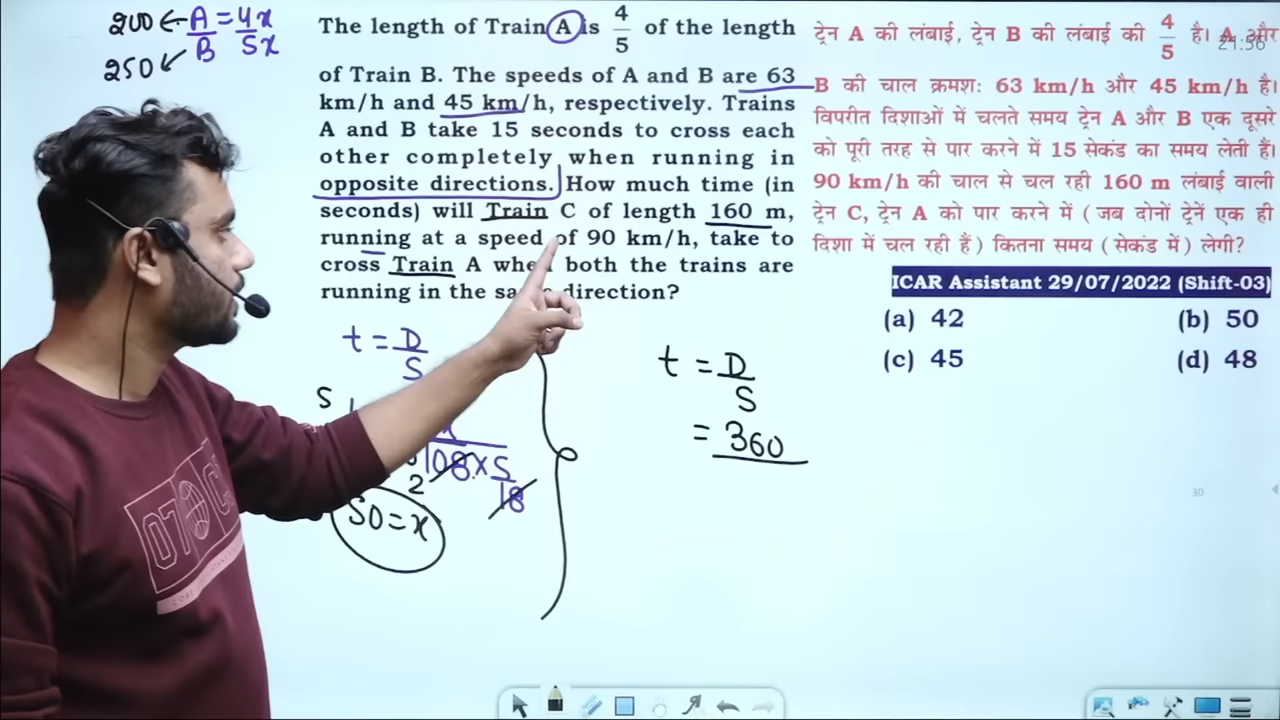 200 ← A = 4x
250 ↙ B 5x
The length of Train A is 4/5 of the length
of Train B. The speeds of A and B are 63
km/h and 45 km/h, respectively. Trains
A and B take 15 seconds to cross each
other completely when running in
opposite directions. How much time (in
seconds) will Train C of length 160 m,
running at a speed of 90 km/h, take to
cross Train A when both the trains are
running in the same direction?
ट्रेन A की लंबाई, ट्रेन B की लंबाई की 4/5 है। A और
B की चाल क्रमशः 63 km/h और 45 km/h है।
विपरीत दिशाओं में चलते समय ट्रेन A और B एक दूसरे
को पूरी तरह से पार करने में 15 सेकंड का समय लेती हैं।
90 km/h की चाल से चल रही 160 m लंबाई वाली
ट्रेन C, ट्रेन A को पार करने में ( जब दोनों ट्रेनें एक ही
दिशा में चल रही हैं ) कितना समय ( सेकंड में ) लेगी?
ICAR Assistant 29/07/2022 (Shift-03)
(a) 42
(b) 50
(c) 45
(d) 48
t = D/S
5
108 × 5/18
2
50 = x
t = D/S
= 360
30
07